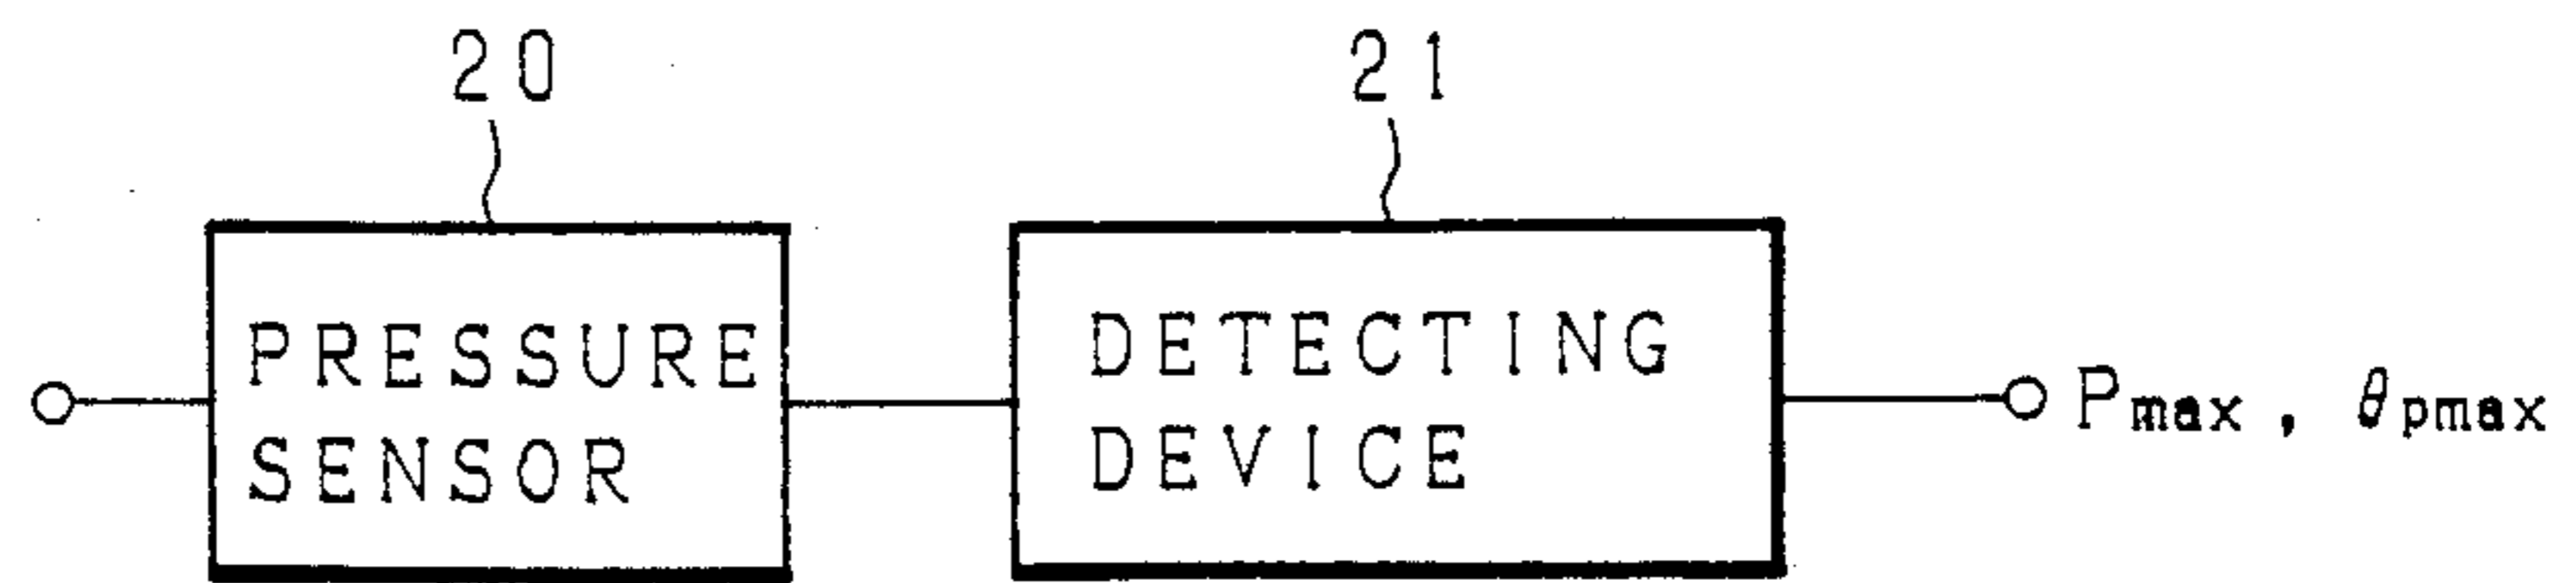 20
21
PRESSURE
SENSOR
DETECTING
DEVICE
Pmax, θpmax